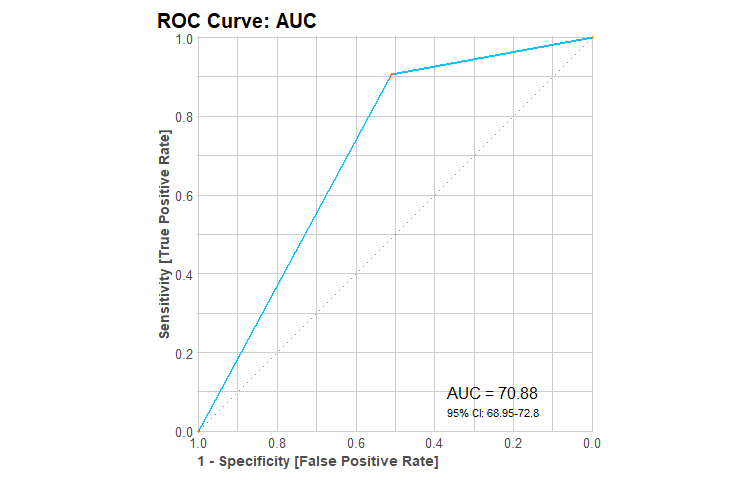 ROC Curve: AUC
Sensitivity [True Positive Rate]
1.0
0.8
0.6
0.4
0.2
0.0
AUC = 70.88
95% CI: 68.95-72.8
1.0 0.8 0.6 0.4 0.2 0.0
1 - Specificity [False Positive Rate]